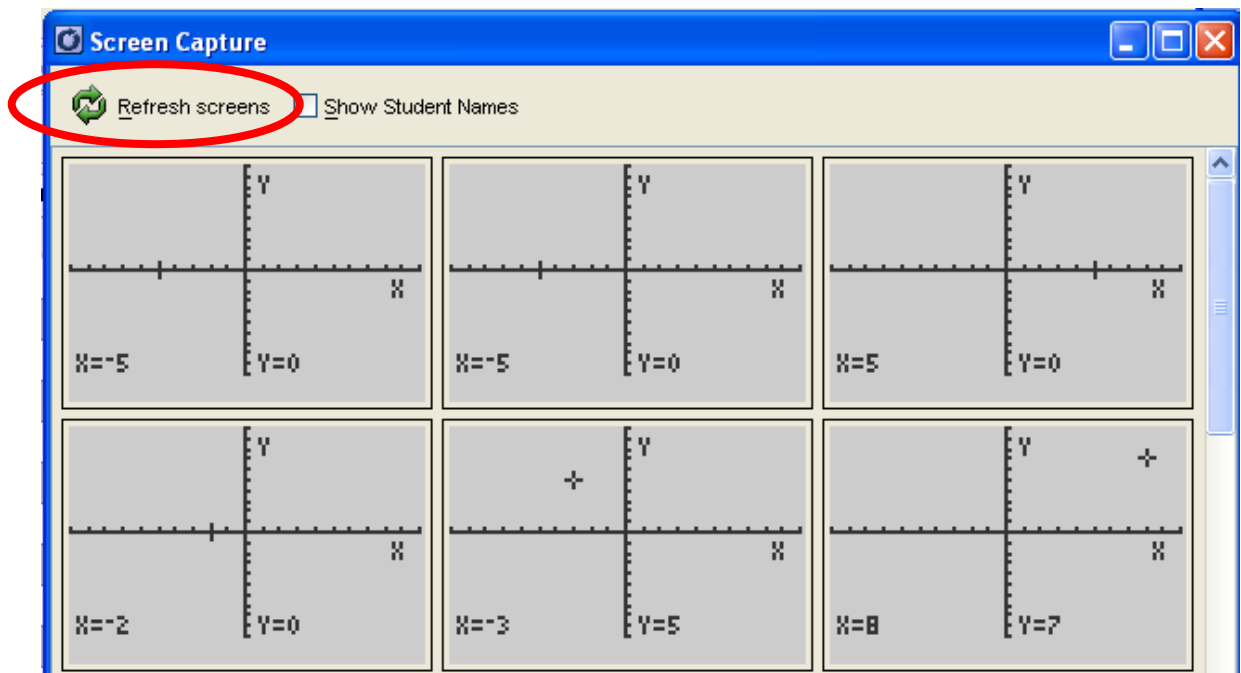 Screen Capture
Refresh screens Show Student Names
Y Y Y
X X X
X=-5 Y=0 X=-5 Y=0 X=5 Y=0
Y Y Y
X X X
X=-2 Y=0 X=-3 Y=5 X=8 Y=7